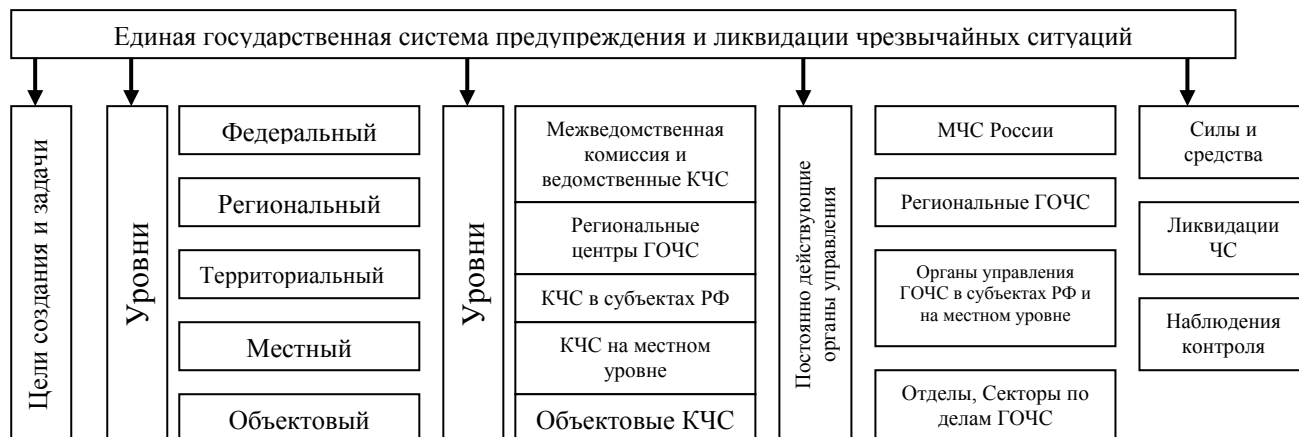 Единая государственная система предупреждения и ликвидации чрезвычайных ситуаций
Цели создания и задачи
Уровни
Федеральный
Региональный
Территориальный
Местный
Объектовый
Уровни
Межведомственная
комиссия и
ведомственные КЧС
Региональные
центры ГОЧС
КЧС в субъектах РФ
КЧС на местном
уровне
Объектовые КЧС
Постоянно действующие
органы управления
МЧС России
Региональные ГОЧС
Органы управления
ГОЧС в субъектах РФ и
на местном уровне
Отделы, Секторы по
делам ГОЧС
Силы и
средства
Ликвидации
ЧС
Наблюдения
контроля